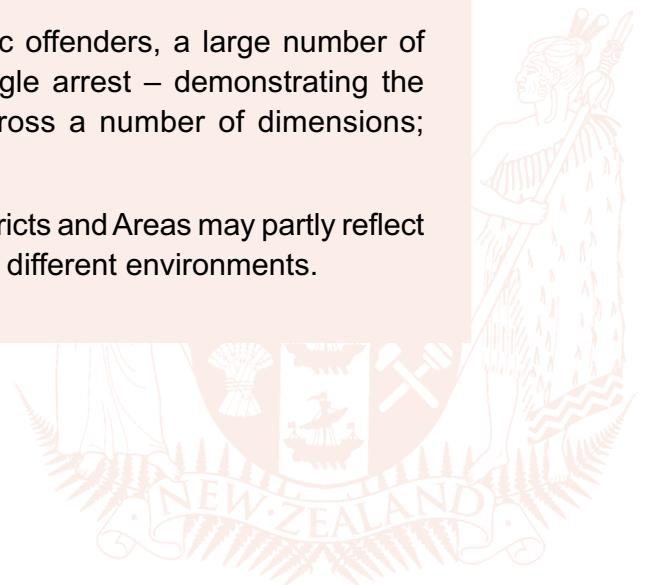 c offenders, a large number of
gle arrest – demonstrating the
ross a number of dimensions;
ricts and Areas may partly reflect
different environments.
NEW·ZEALAND